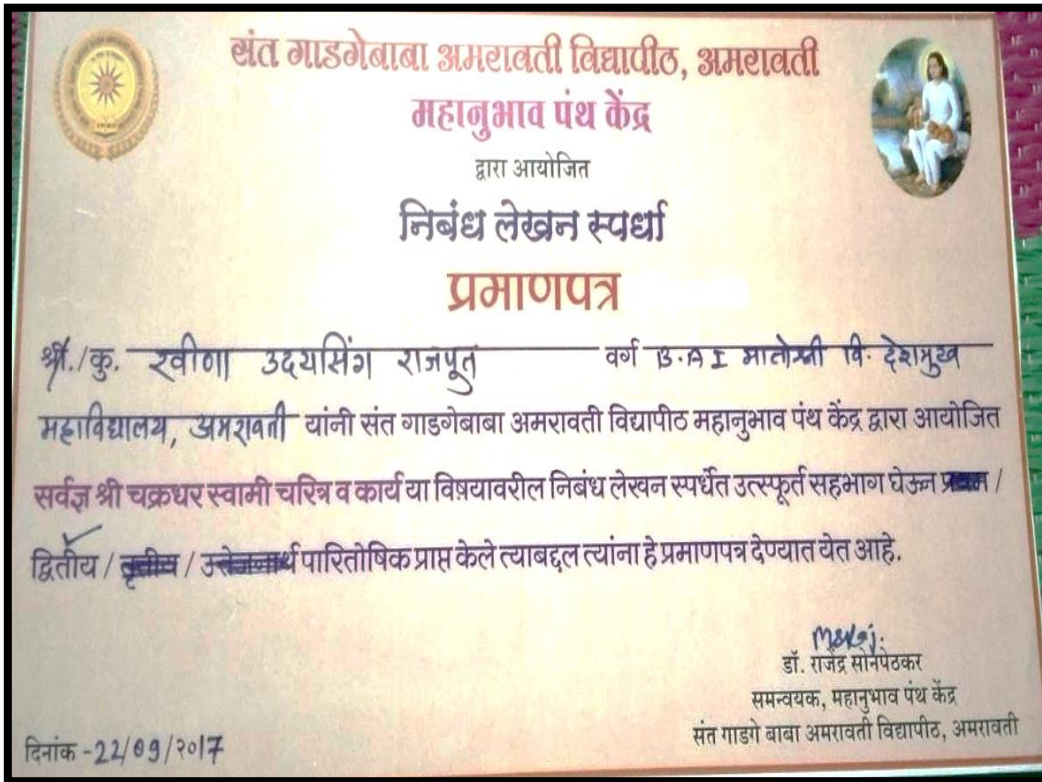 संत गाडगेबाबा अमरावती विद्यापीठ, अमरावती
महानुभाव पंथ केंद्र
द्वारा आयोजित
निबंध लेखन स्पर्धा
प्रमाणपत्र
श्री./कु. रवीणा उदयसिंग राजपूत वर्ग B.A I मातोश्री वि. देशमुख
महाविद्यालय, अमरावती यांनी संत गाडगेबाबा अमरावती विद्यापीठ महानुभाव पंथ केंद्र द्वारा आयोजित
सर्वज्ञ श्री चक्रधर स्वामी चरित्र व कार्य या विषयावरील निबंध लेखन स्पर्धेत उत्स्फूर्त सहभाग घेऊन प्रथम /
द्वितीय / तृतीय / उत्तेजनार्थ पारितोषिक प्राप्त केले त्याबद्दल त्यांना हे प्रमाणपत्र देण्यात येत आहे.
डॉ. राजेंद्र सोनपेठकर
समन्वयक, महानुभाव पंथ केंद्र
संत गाडगे बाबा अमरावती विद्यापीठ, अमरावती
दिनांक -22/09/२०17